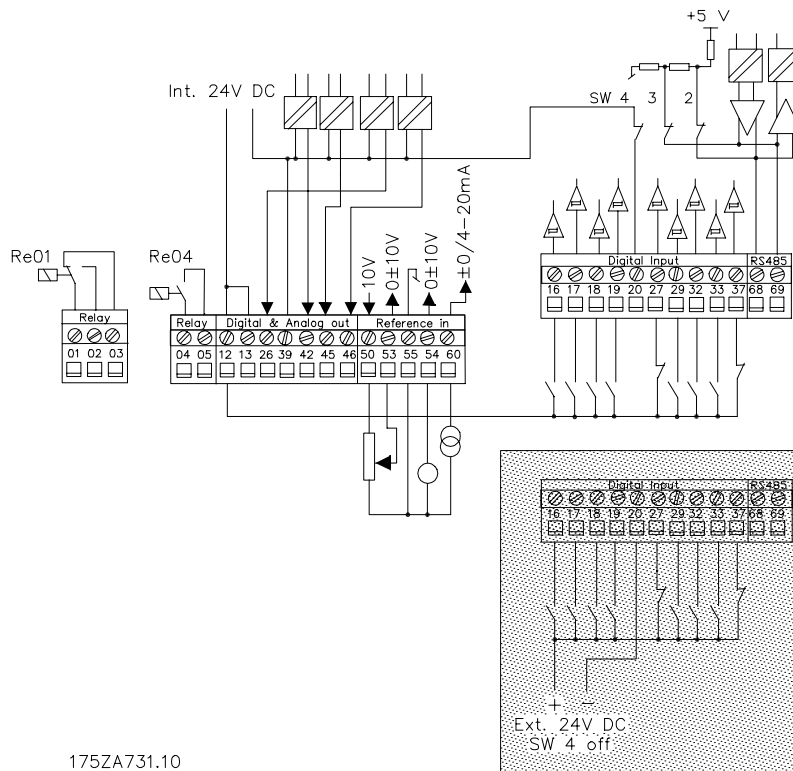 +5 V
Int. 24V DC
SW 4 3 2
10V
0±10V
0±10V
±0/4-20mA
Re01
Re04
Digital Input RS485
16 17 18 19 20 27 29 32 33 37 68 69
Relay
01 02 03
Relay Digital & Analog out Reference in
04 05 12 13 26 39 42 45 46 50 53 55 54 60
Digital Input RS485
16 17 18 19 20 27 29 32 33 37 68 69
+ −
Ext. 24V DC
SW 4 off
175ZA731.10